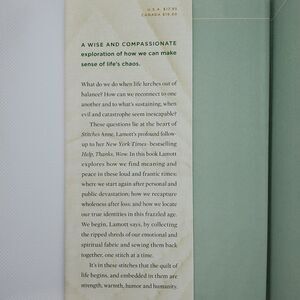 U.S.A. $17.95
CANADA $19.00
A WISE AND COMPASSIONATE
exploration of how we can make
sense of life's chaos.
What do we do when life lurches out of
balance? How can we reconnect to one
another and to what's sustaining, when
evil and catastrophe seem inescapable?
These questions lie at the heart of
Stitches Anne, Lamott's profound follow-
up to her New York Times-bestselling
Help, Thanks, Wow. In this book Lamott
explores how we find meaning and
peace in these loud and frantic times:
where we start again after personal and
public devastation; how we recapture
wholeness after loss; and how we locate
our true identities in this frazzled age.
We begin, Lamott says, by collecting
the ripped shreds of our emotional and
spiritual fabric and sewing them back
together, one stitch at a time.
It's in these stitches that the quilt of
life begins, and embedded in them are
strength, warmth, humor and humanity.